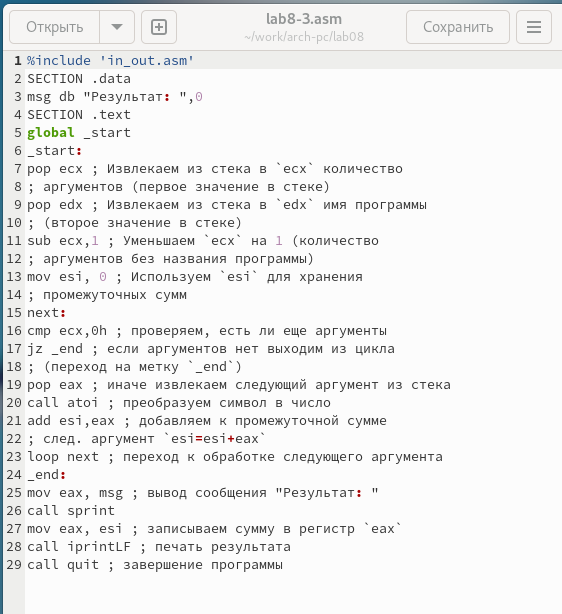 Открыть
lab8-3.asm
~/work/arch-pc/lab08
Сохранить
1 %include 'in_out.asm'
2 SECTION .data
3 msg db "Результат: ",0
4 SECTION .text
5 global _start
6 _start:
7 pop ecx ; Извлекаем из стека в `ecx` количество
8 ; аргументов (первое значение в стеке)
9 pop edx ; Извлекаем из стека в `edx` имя программы
10 ; (второе значение в стеке)
11 sub ecx,1 ; Уменьшаем `ecx` на 1 (количество
12 ; аргументов без названия программы)
13 mov esi, 0 ; Используем `esi` для хранения
14 ; промежуточных сумм
15 next:
16 cmp ecx,0h ; проверяем, есть ли еще аргументы
17 jz _end ; если аргументов нет выходим из цикла
18 ; (переход на метку `_end`)
19 pop eax ; иначе извлекаем следующий аргумент из стека
20 call atoi ; преобразуем символ в число
21 add esi,eax ; добавляем к промежуточной сумме
22 ; след. аргумент `esi=esi+eax`
23 loop next ; переход к обработке следующего аргумента
24 _end:
25 mov eax, msg ; вывод сообщения "Результат: "
26 call sprint
27 mov eax, esi ; записываем сумму в регистр `eax`
28 call iprintLF ; печать результата
29 call quit ; завершение программы